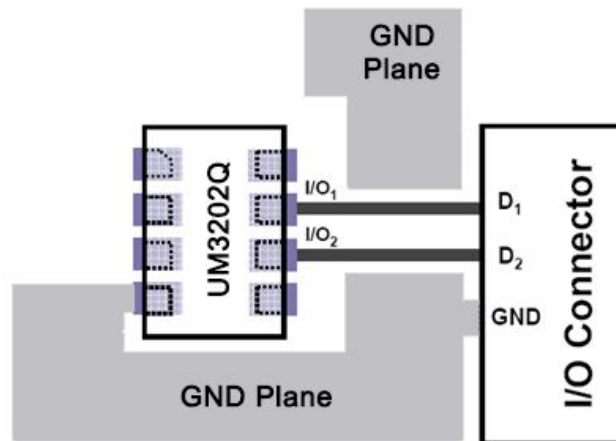 GND
Plane
UM3202Q
I/O₁
I/O₂
D₁
D₂
GND
I/O Connector
GND Plane